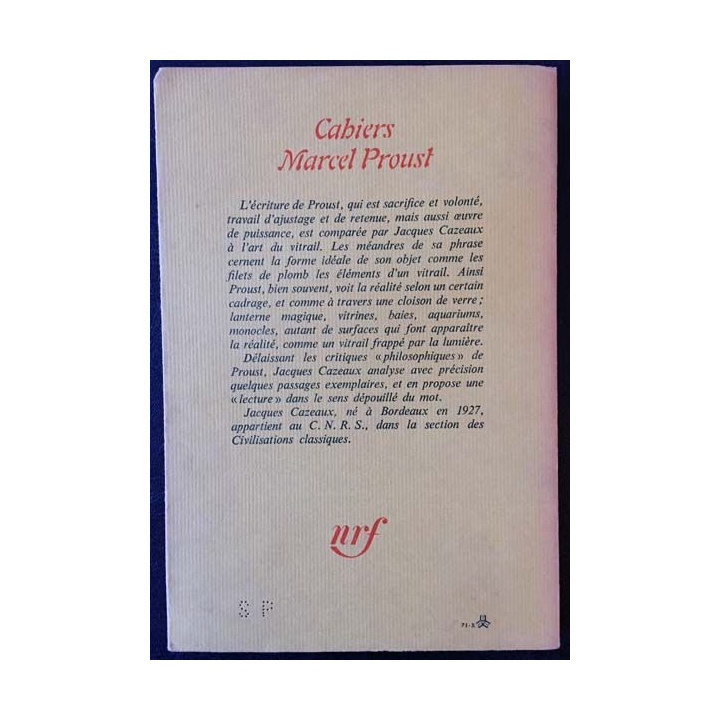 Cahiers
Marcel Proust
L'écriture de Proust, qui est sacrifice et volonté,
travail d'ajustage et de retenue, mais aussi œuvre
de puissance, est comparée par Jacques Cazeaux
à l'art du vitrail. Les méandres de sa phrase
cernent la forme idéale de son objet comme les
filets de plomb les éléments d'un vitrail. Ainsi
Proust, bien souvent, voit la réalité selon un certain
cadrage, et comme à travers une cloison de verre ;
lanterne magique, vitrines, baies, aquariums,
monocles, autant de surfaces qui font apparaître
la réalité, comme un vitrail frappé par la lumière.
Délaissant les critiques « philosophiques » de
Proust, Jacques Cazeaux analyse avec précision
quelques passages exemplaires, et en propose une
« lecture » dans le sens dépouillé du mot.
Jacques Cazeaux, né à Bordeaux en 1927,
appartient au C. N. R. S., dans la section des
Civilisations classiques.
nrf
S P